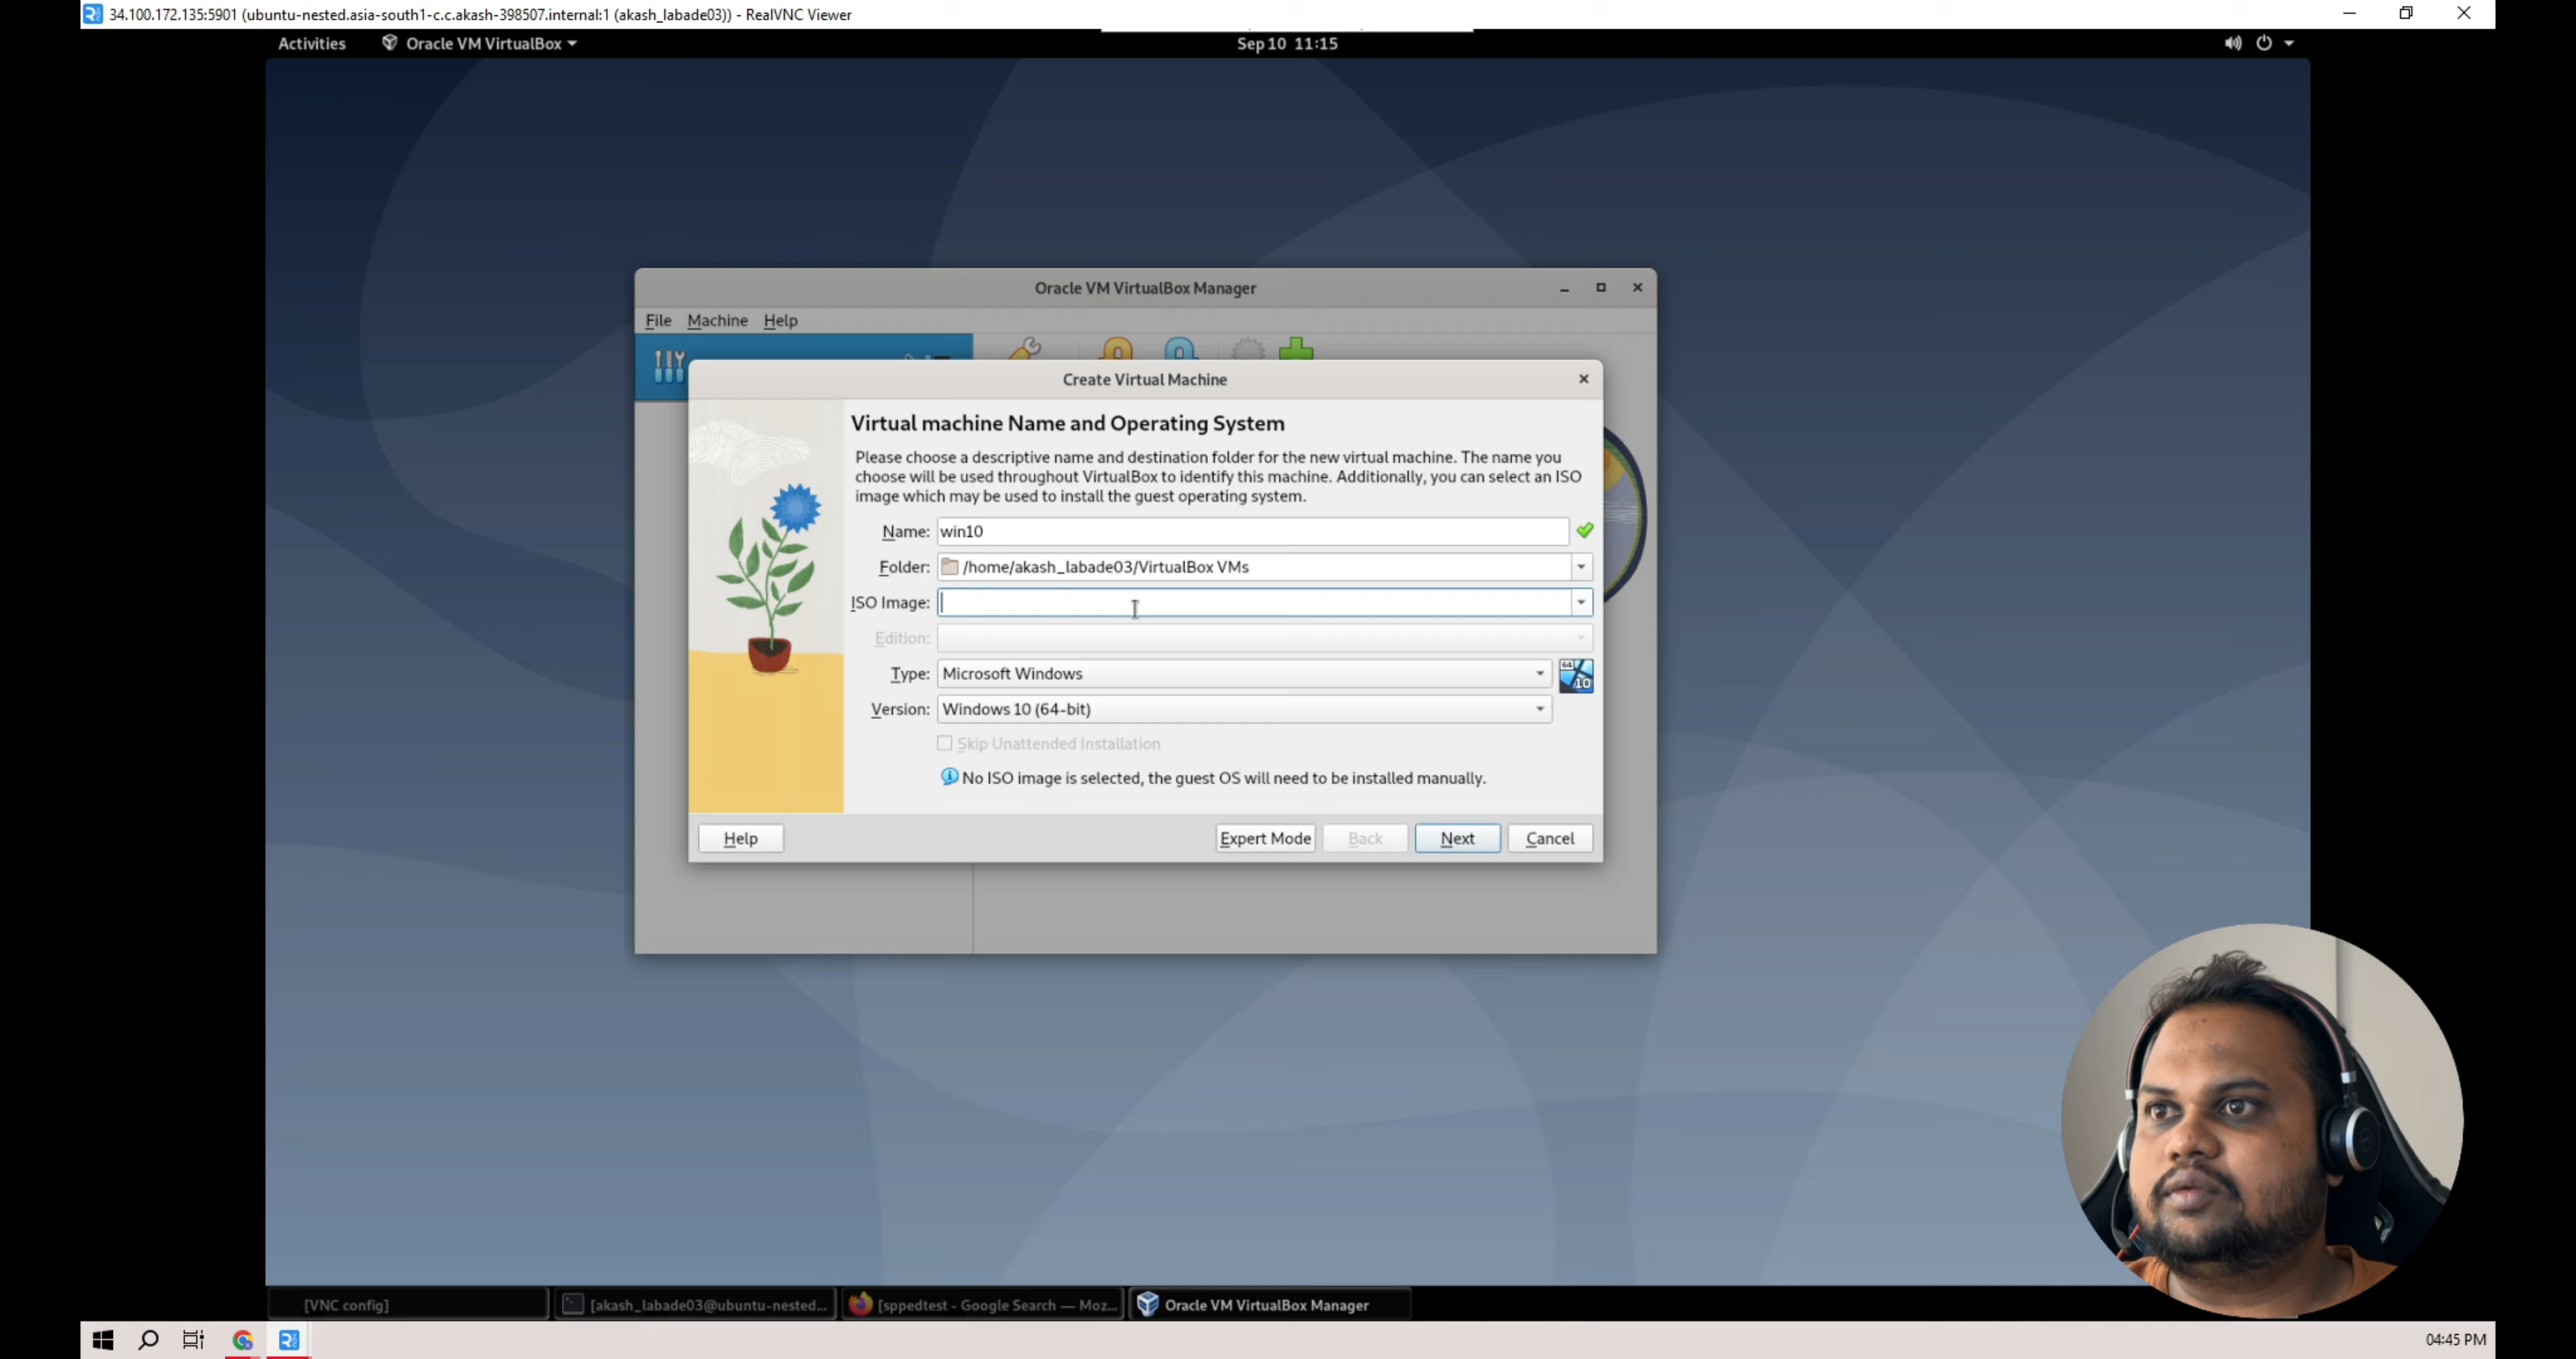 34.100.172.135:5901 (ubuntu-nested.asia-south1-c.c.akash-398507.internal:1 (akash_labade03)) - RealVNC Viewer
Activities Oracle VM VirtualBox Sep 10 11:15
Oracle VM VirtualBox Manager
File Machine Help
Create Virtual Machine
Virtual machine Name and Operating System
Please choose a descriptive name and destination folder for the new virtual machine. The name you
choose will be used throughout VirtualBox to identify this machine. Additionally, you can select an ISO
image which may be used to install the guest operating system.
Name: win10
Folder: /home/akash_labade03/VirtualBox VMs
ISO Image:
Edition:
Type: Microsoft Windows
64
10
Version: Windows 10 (64-bit)
Skip Unattended Installation
No ISO image is selected, the guest OS will need to be installed manually.
Help Expert Mode Back Next Cancel
[VNC config] [akash_labade03@ubuntu-nested... [sppedtest - Google Search — Moz... Oracle VM VirtualBox Manager
04:45 PM